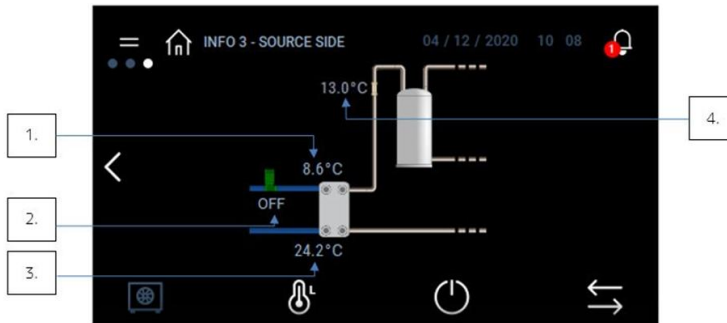 INFO 3 - SOURCE SIDE 04 / 12 / 2020 10 08
1
13.0°C
4.
1.
8.6°C
OFF
2.
24.2°C
3.
L